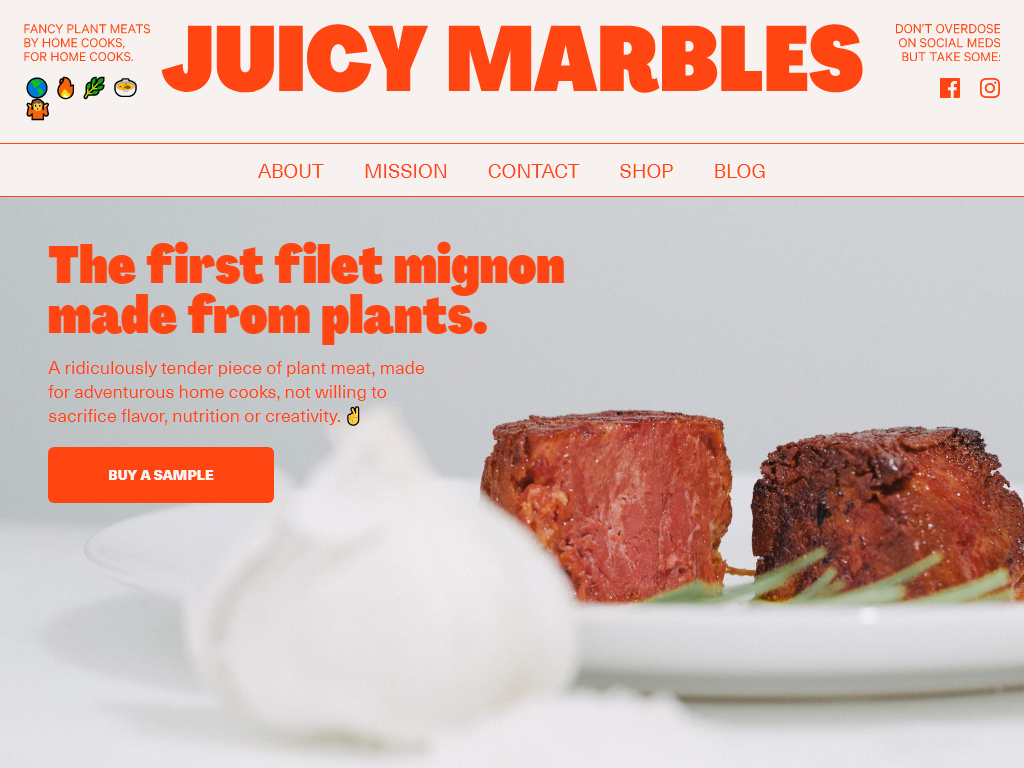 FANCY PLANT MEATS
BY HOME COOKS,
FOR HOME COOKS.
🌎 🔥 🌿 🍲
🤷
JUICY MARBLES
DON'T OVERDOSE
ON SOCIAL MEDS
BUT TAKE SOME:
ABOUT MISSION CONTACT SHOP BLOG
The first filet mignon
made from plants.
A ridiculously tender piece of plant meat, made
for adventurous home cooks, not willing to
sacrifice flavor, nutrition or creativity. ✌️
BUY A SAMPLE